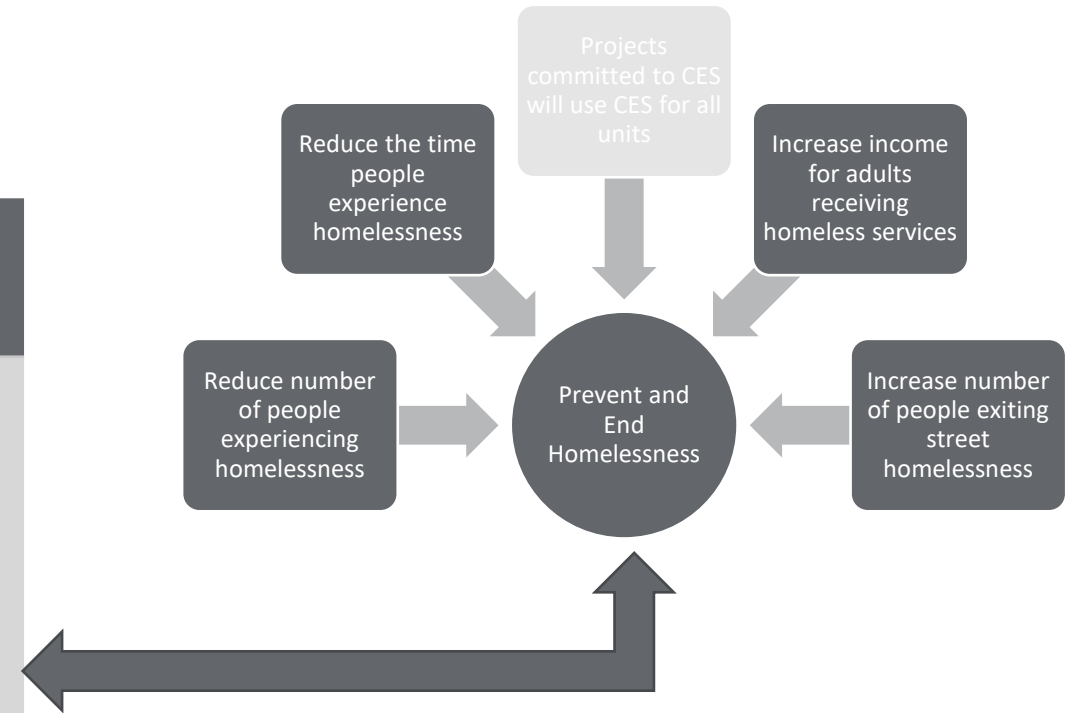 Projects
committed to CES
will use CES for all
units
Reduce the time
people
experience
homelessness
Increase income
for adults
receiving
homeless services
Reduce number
of people
experiencing
homelessness
Prevent and
End
Homelessness
Increase number
of people exiting
street
homelessness